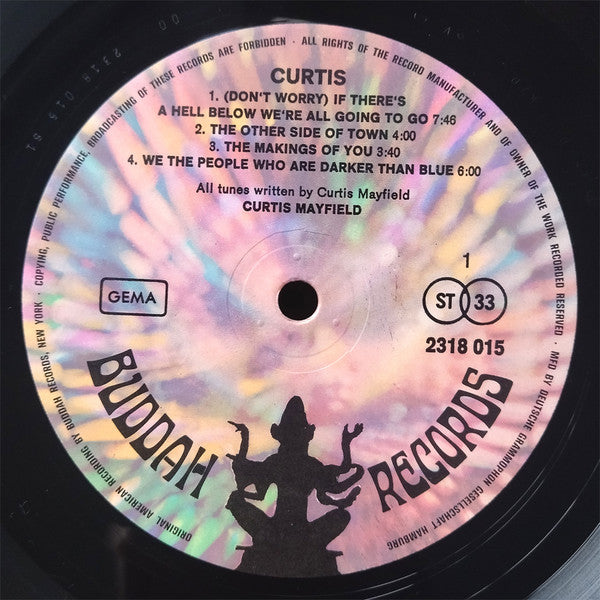 CURTIS
1. (DON'T WORRY) IF THERE'S
A HELL BELOW WE'RE ALL GOING TO GO 7:46
2. THE OTHER SIDE OF TOWN 4:00
3. THE MAKINGS OF YOU 3:40
4. WE THE PEOPLE WHO ARE DARKER THAN BLUE 6:00
All tunes written by Curtis Mayfield
CURTIS MAYFIELD
GEMA
1
ST 33
2318 015
BUDDAH RECORDS
ORIGINAL AMERICAN RECORDING BY BUDDAH RECORDS, NEW YORK · COPYING, PUBLIC PERFORMANCE, BROADCASTING OF THESE RECORDS ARE FORBIDDEN · ALL RIGHTS OF THE RECORD MANUFACTURER AND OF OWNER OF THE WORK RECORDED RESERVED · MFD BY DEUTSCHE GRAMMOPHON GESELLSCHAFT HAMBURG